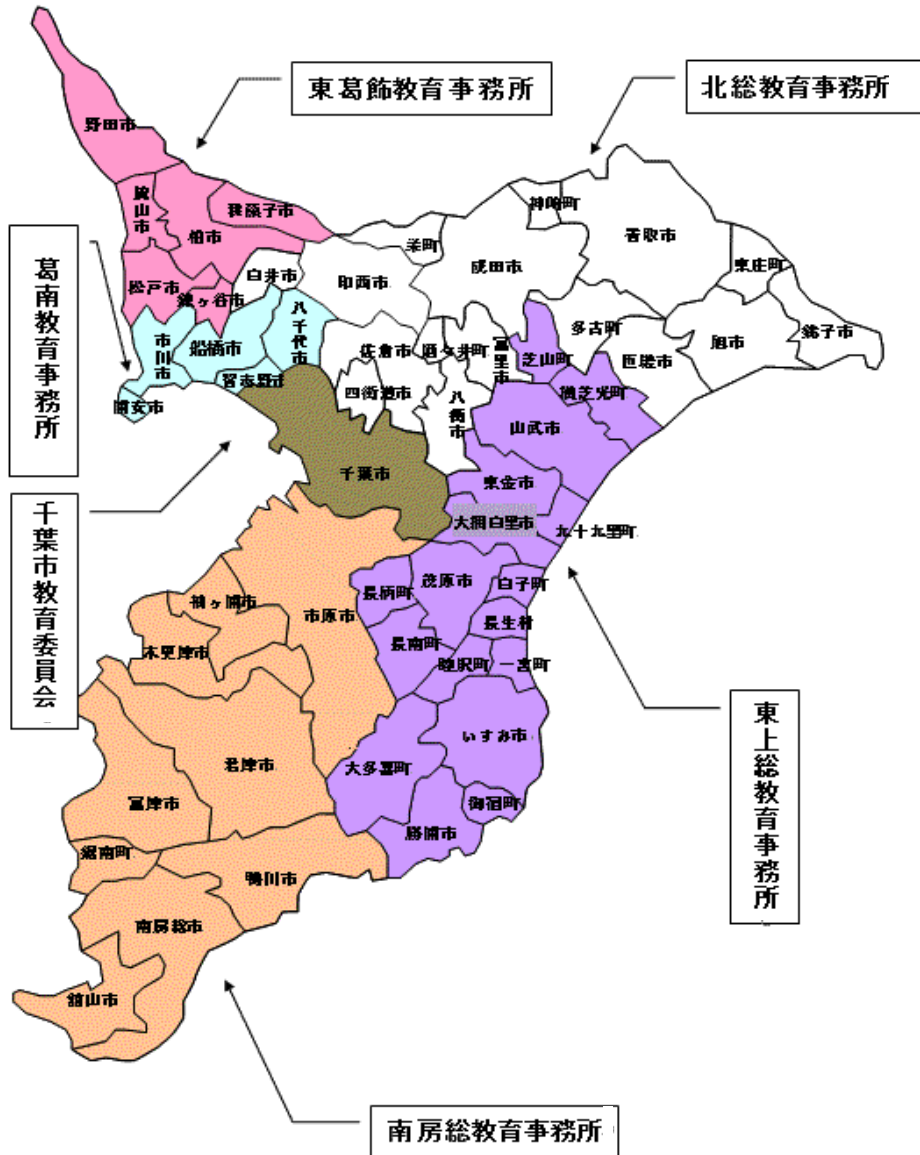 東葛飾教育事務所
北総教育事務所
野田市
流山市
我孫子市
柏市
神崎町
香取市
栄町
成田市
東庄町
白井市
印西市
松戸市
鎌ヶ谷市
葛南教育事務所
八千代市
船橋市
市川市
習志野市
浦安市
佐倉市
酒々井町
富里市
芝山町
多古町
旭市
銚子市
匝瑳市
四街道市
八街市
横芝光町
山武市
千葉市
東金市
大網白里市
九十九里町
千葉市教育委員会
長柄町
茂原市
白子町
袖ヶ浦市
市原市
長生村
木更津市
長南町
睦沢町
一宮町
東上総教育事務所
いすみ市
君津市
大多喜町
富津市
御宿町
勝浦市
鋸南町
鴨川市
南房総市
館山市
南房総教育事務所